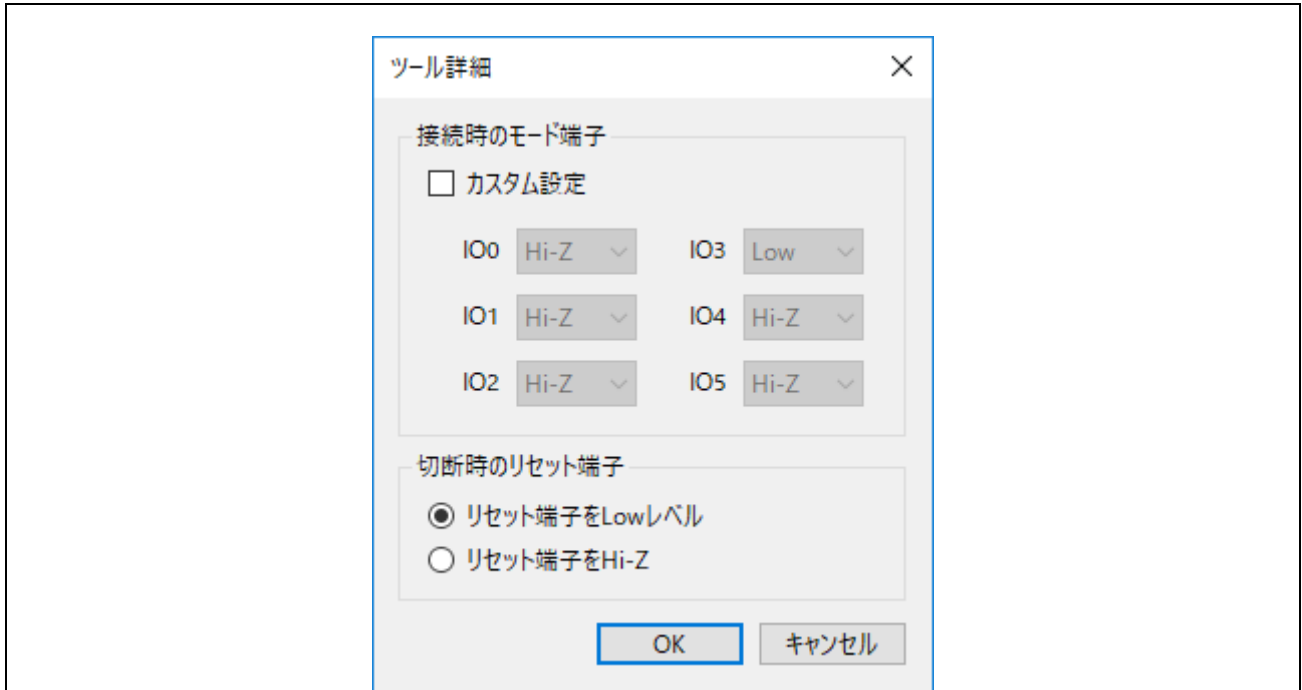 ツール詳細
接続時のモード端子
カスタム設定
IO0 Hi-Z IO3 Low
IO1 Hi-Z IO4 Hi-Z
IO2 Hi-Z IO5 Hi-Z
切断時のリセット端子
リセット端子をLowレベル
リセット端子をHi-Z
OK キャンセル